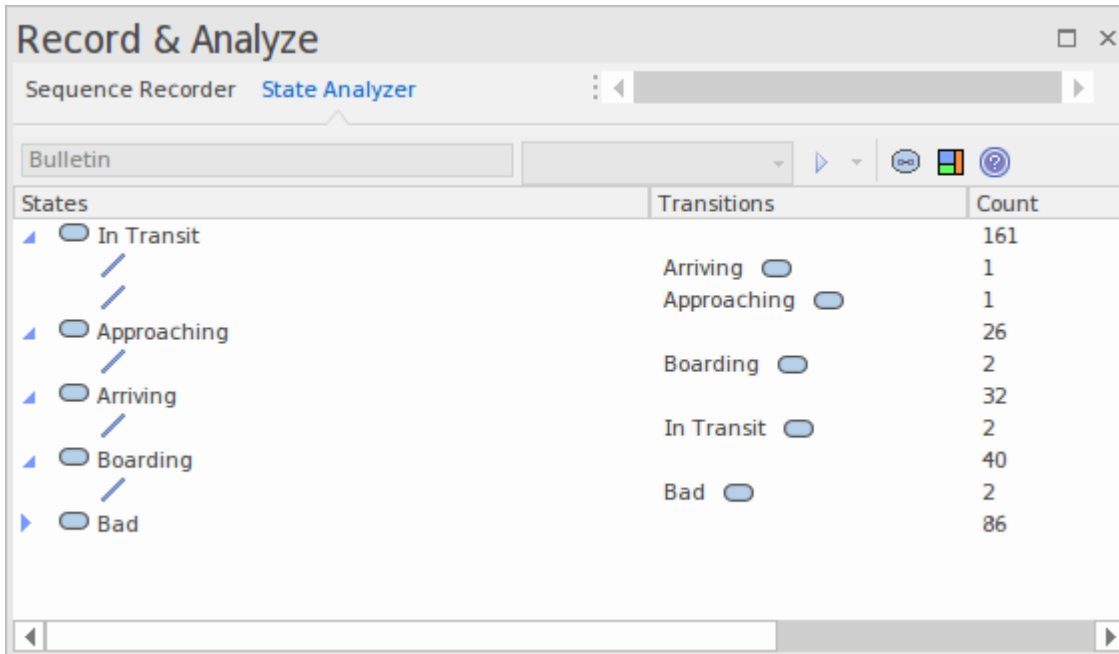 Record & Analyze
Sequence Recorder State Analyzer
Bulletin
States Transitions Count
In Transit 161
Arriving 1
Approaching 1
Approaching 26
Boarding 2
Arriving 32
In Transit 2
Boarding 40
Bad 2
Bad 86